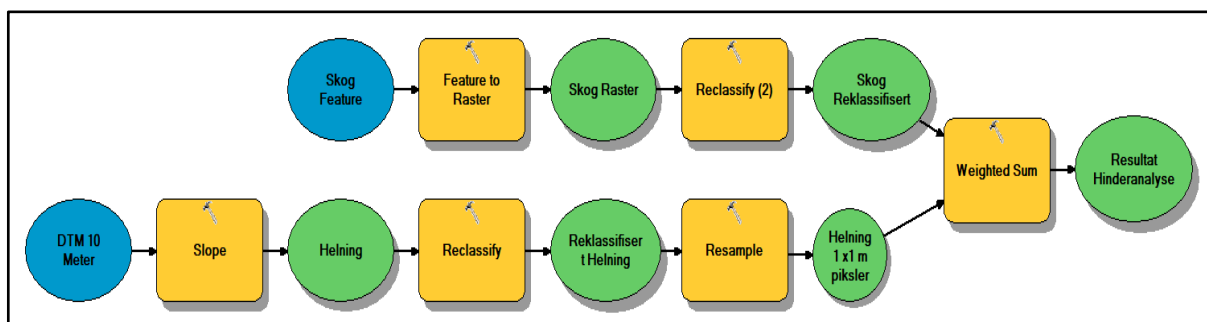 Skog
Feature
Feature to
Raster
Skog Raster
Reclassify (2)
Skog
Reklassifisert
Weighted Sum
Resultat
Hinderanalyse
DTM 10
Meter
Slope
Helning
Reclassify
Reklassifiser
t Helning
Resample
Helning
1 x1 m
piksler